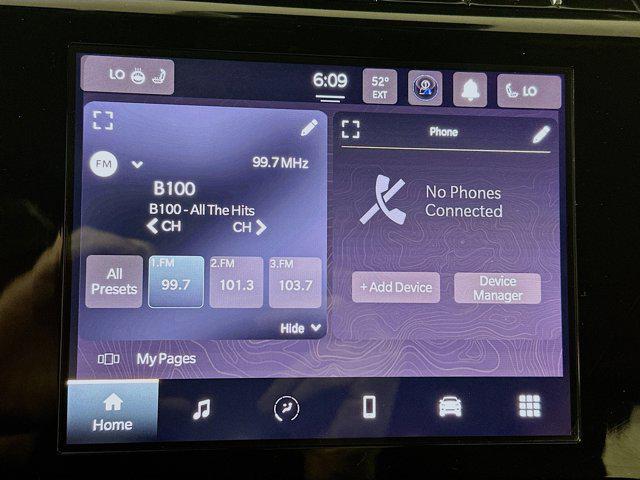 LO
6:09
52°
EXT
LO
FM
99.7 MHz
B100
B100 - All The Hits
CH
CH
All
Presets
1.FM
99.7
2.FM
101.3
3.FM
103.7
Hide
Phone
No Phones
Connected
+ Add Device
Device
Manager
My Pages
Home